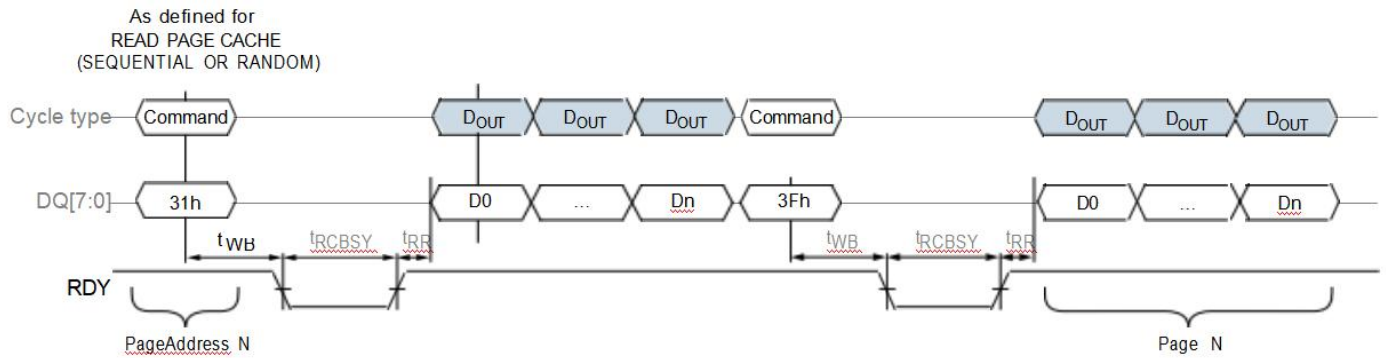 As defined for
READ PAGE CACHE
(SEQUENTIAL OR RANDOM)
Cycle type Command DOUT DOUT DOUT Command DOUT DOUT DOUT
DQ[7:0] 31h D0 ... Dn 3Fh D0 ... Dn
tWB tRCBSY tRR tWB tRCBSY tRR
RDY
PageAddress N Page N